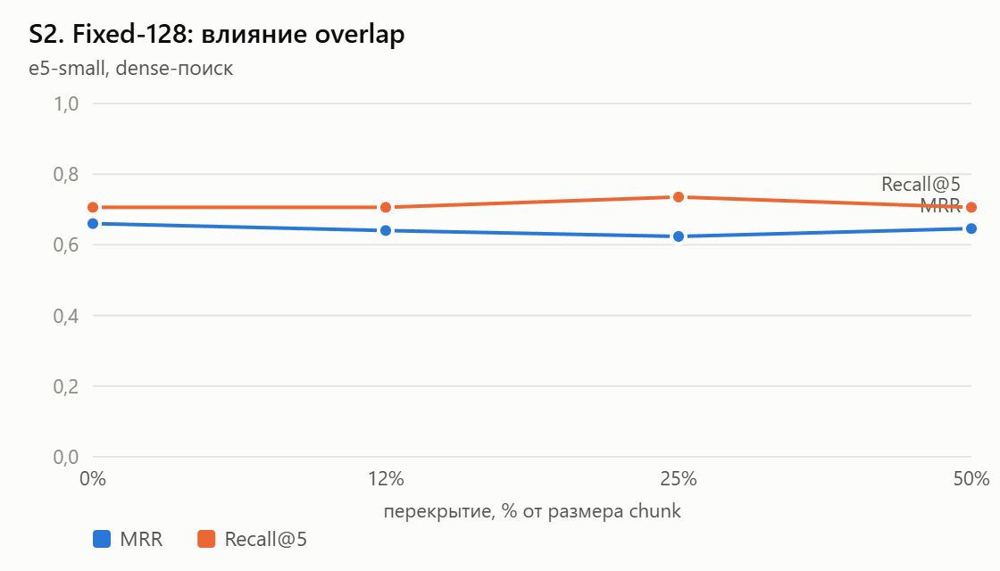 S2. Fixed-128: влияние overlap
e5-small, dense-поиск
1,0
0,8
Recall@5
MRR
0,6
0,4
0,2
0,0
0% 12% 25% 50%
перекрытие, % от размера chunk
MRR Recall@5